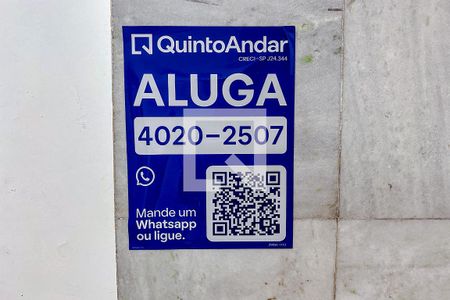 QuintoAndar
CRECI-SP J24.344
ALUGA
4020-2507
Mande um
Whatsapp
ou ligue.